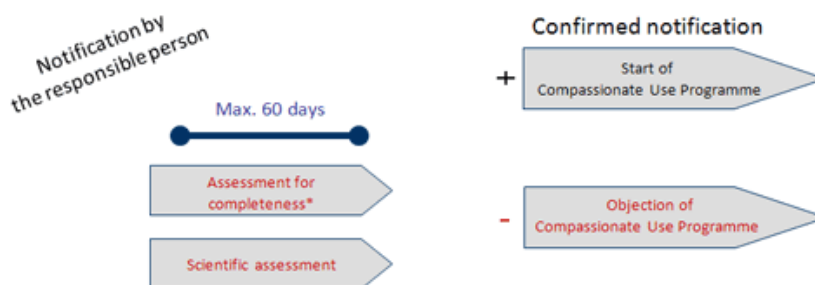 Notification by
the responsible person
Max. 60 days
Assessment for
completeness*
Scientific assessment
Confirmed notification
+
Start of
Compassionate Use Programme
-
Objection of
Compassionate Use Programme